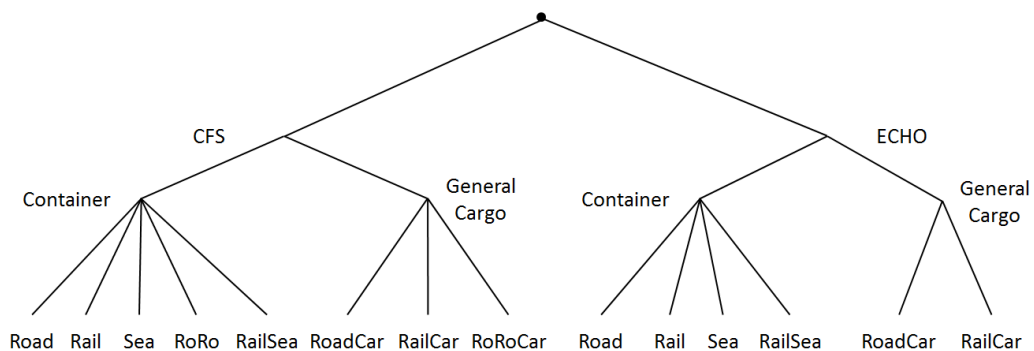 CFS
ECHO
Container
General
Cargo
Container
General
Cargo
Road Rail Sea RoRo RailSea RoadCar RailCar RoRoCar Road Rail Sea RailSea RoadCar RailCar